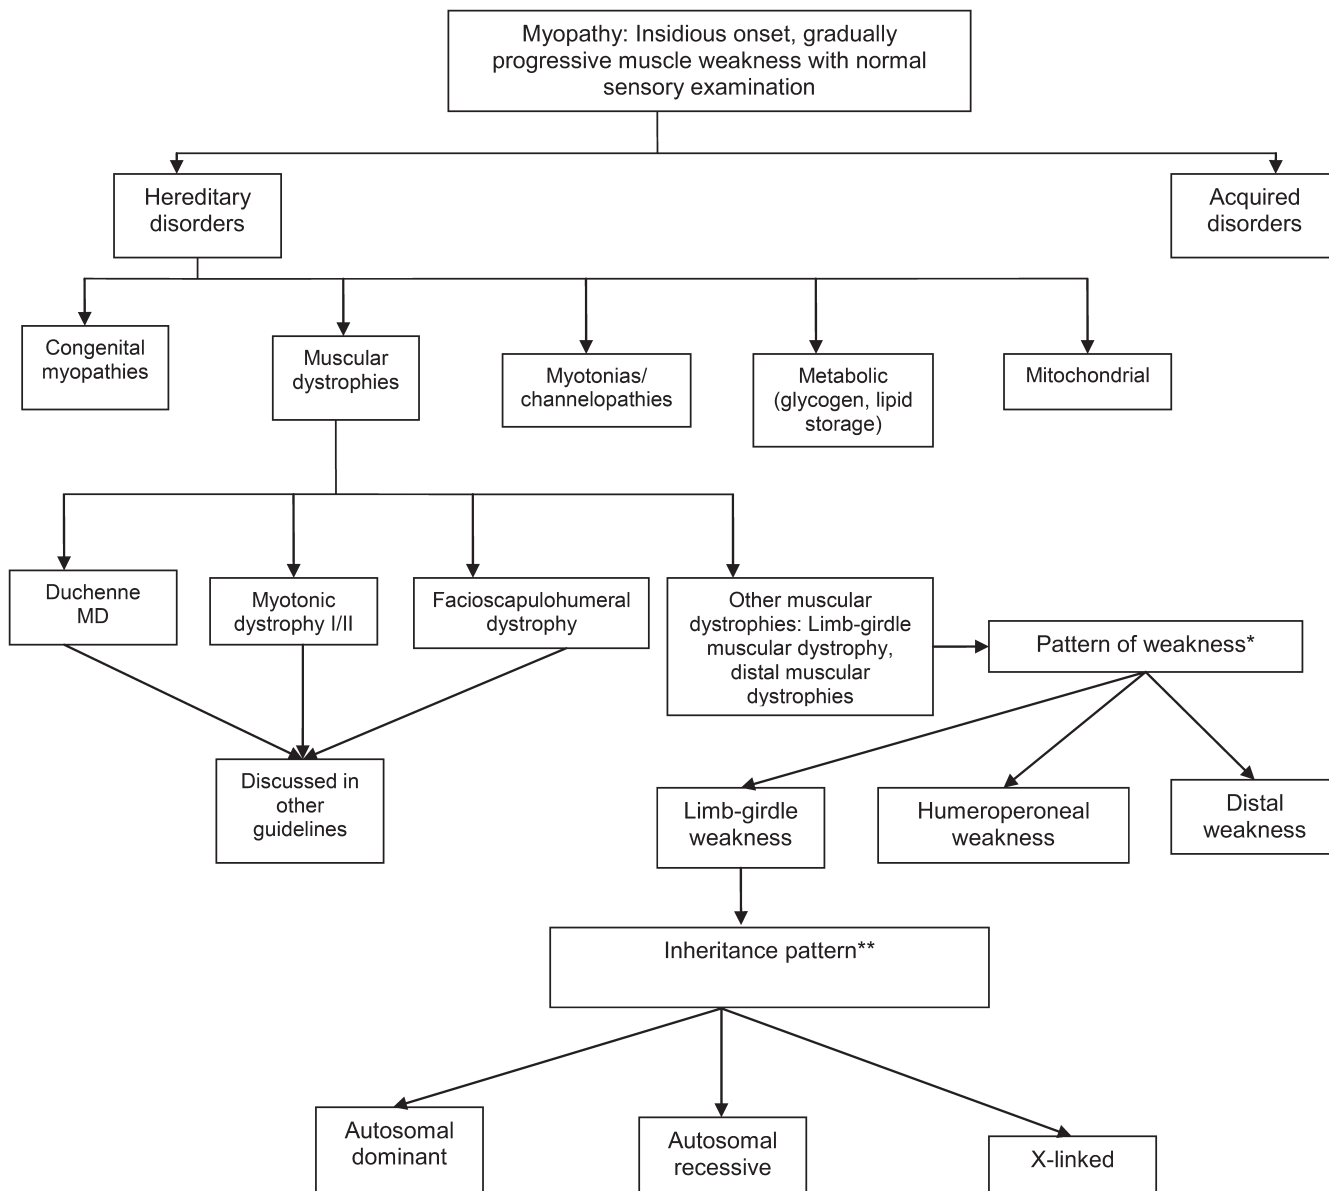 Myopathy: Insidious onset, gradually
progressive muscle weakness with normal
sensory examination
Hereditary
disorders
Acquired
disorders
Congenital
myopathies
Muscular
dystrophies
Myotonias/
channelopathies
Metabolic
(glycogen, lipid
storage)
Mitochondrial
Duchenne
MD
Myotonic
dystrophy I/II
Facioscapulohumeral
dystrophy
Other muscular
dystrophies: Limb-girdle
muscular dystrophy,
distal muscular
dystrophies
Pattern of weakness*
Discussed in
other
guidelines
Limb-girdle
weakness
Humeroperoneal
weakness
Distal
weakness
Inheritance pattern**
Autosomal
dominant
Autosomal
recessive
X-linked